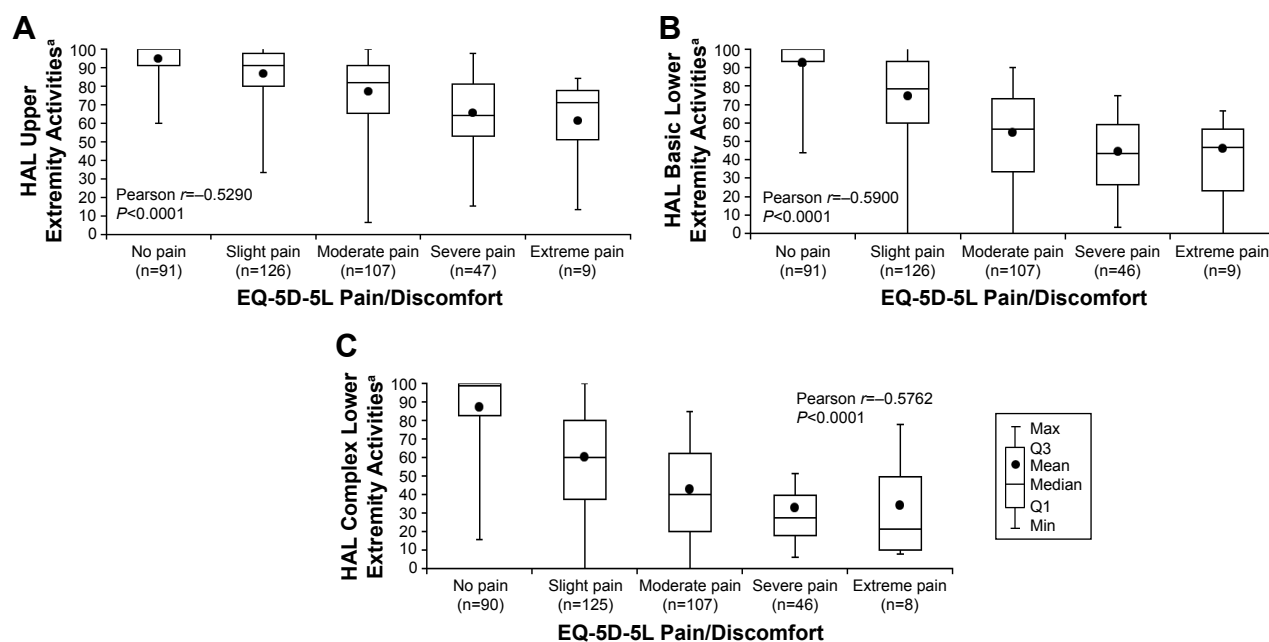 A
HAL Upper
Extremity Activitiesᵃ
100
90
80
70
60
50
40
30
20
10
0
Pearson r=–0.5290
P<0.0001
No pain
(n=91)
Slight pain
(n=126)
Moderate pain
(n=107)
Severe pain
(n=47)
Extreme pain
(n=9)
EQ-5D-5L Pain/Discomfort
B
HAL Basic Lower
Extremity Activitiesᵃ
100
90
80
70
60
50
40
30
20
10
0
Pearson r=–0.5900
P<0.0001
No pain
(n=91)
Slight pain
(n=126)
Moderate pain
(n=107)
Severe pain
(n=46)
Extreme pain
(n=9)
EQ-5D-5L Pain/Discomfort
C
HAL Complex Lower
Extremity Activitiesᵃ
100
90
80
70
60
50
40
30
20
10
0
Pearson r=–0.5762
P<0.0001
No pain
(n=90)
Slight pain
(n=125)
Moderate pain
(n=107)
Severe pain
(n=46)
Extreme pain
(n=8)
EQ-5D-5L Pain/Discomfort
Max
Q3
Mean
Median
Q1
Min